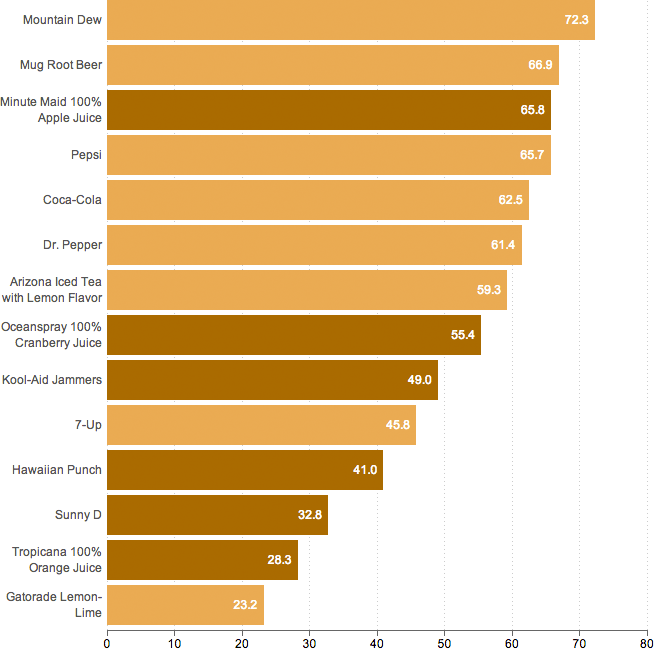 Mountain Dew
72.3
Mug Root Beer
66.9
Minute Maid 100%
Apple Juice
65.8
Pepsi
65.7
Coca-Cola
62.5
Dr. Pepper
61.4
Arizona Iced Tea
with Lemon Flavor
59.3
Oceanspray 100%
Cranberry Juice
55.4
Kool-Aid Jammers
49.0
7-Up
45.8
Hawaiian Punch
41.0
Sunny D
32.8
Tropicana 100%
Orange Juice
28.3
Gatorade Lemon-
Lime
23.2
0 10 20 30 40 50 60 70 80